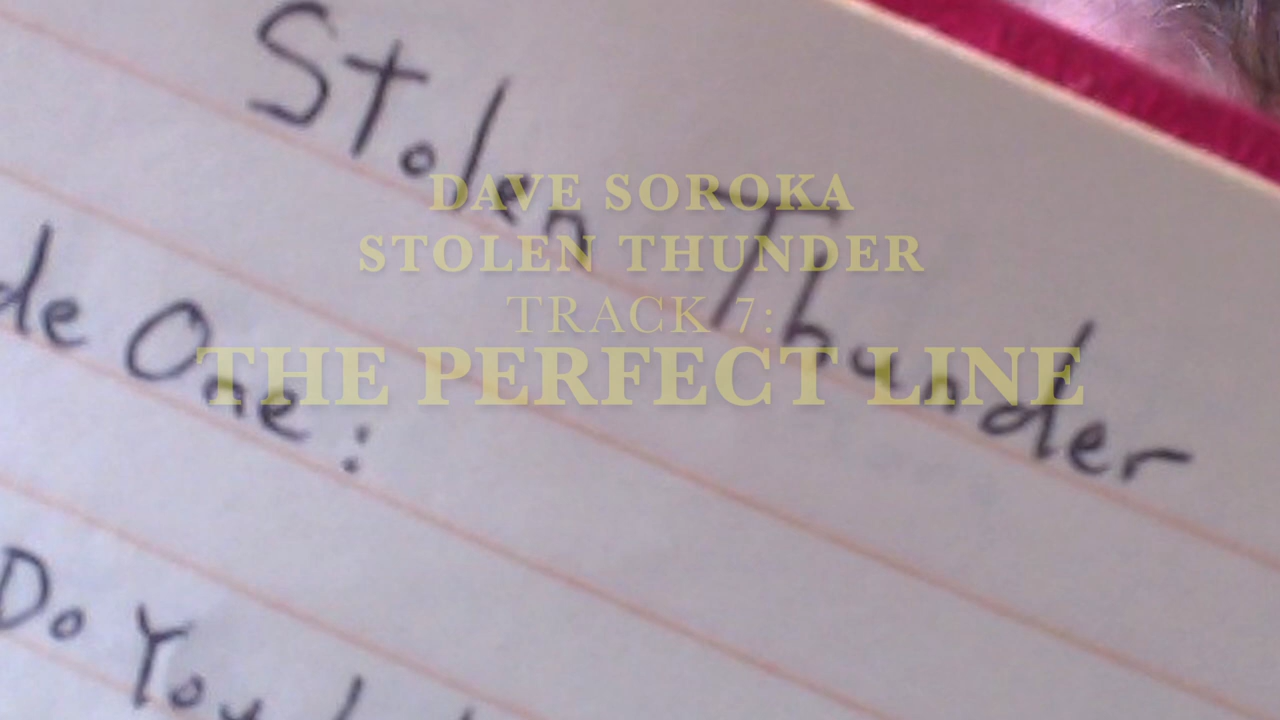 Stolen Thunder
DAVE SOROKA
STOLEN THUNDER
TRACK 7:
THE PERFECT LINE
de One:
Do You